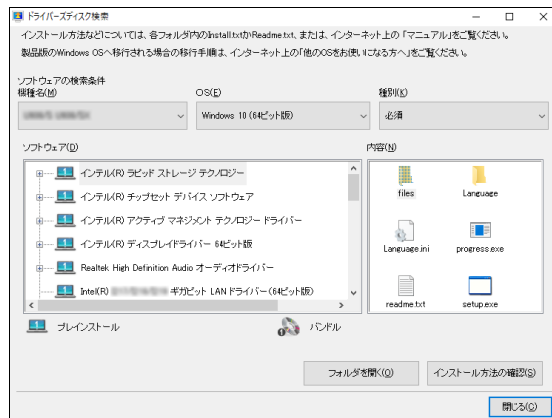 ドライバーズディスク検索
インストール方法などについては、各フォルダ内のInstall.txtかReadme.txt、または、インターネット上の「マニュアル」をご覧ください。
製品版のWindows OSへ移行される場合の移行手順は、インターネット上の「他のOSをお使いになる方へ」をご覧ください。
ソフトウェアの検索条件
機種名(M)
OS(E)
種別(K)
Windows 10 (64ビット版)
必須
ソフトウェア(D)
内容(N)
インテル(R) ラピッド ストレージ テクノロジー
インテル(R) チップセット デバイス ソフトウェア
インテル(R) アクティブ マネジメント テクノロジー ドライバー
インテル(R) ディスプレイドライバー 64ビット版
Realtek High Definition Audio オーディオドライバー
Intel(R) ギガビット LAN ドライバー(64ビット版)
files
Language
Language.ini
progress.exe
readme.txt
setup.exe
プレインストール
バンドル
フォルダを開く(O)
インストール方法の確認(S)
閉じる(C)